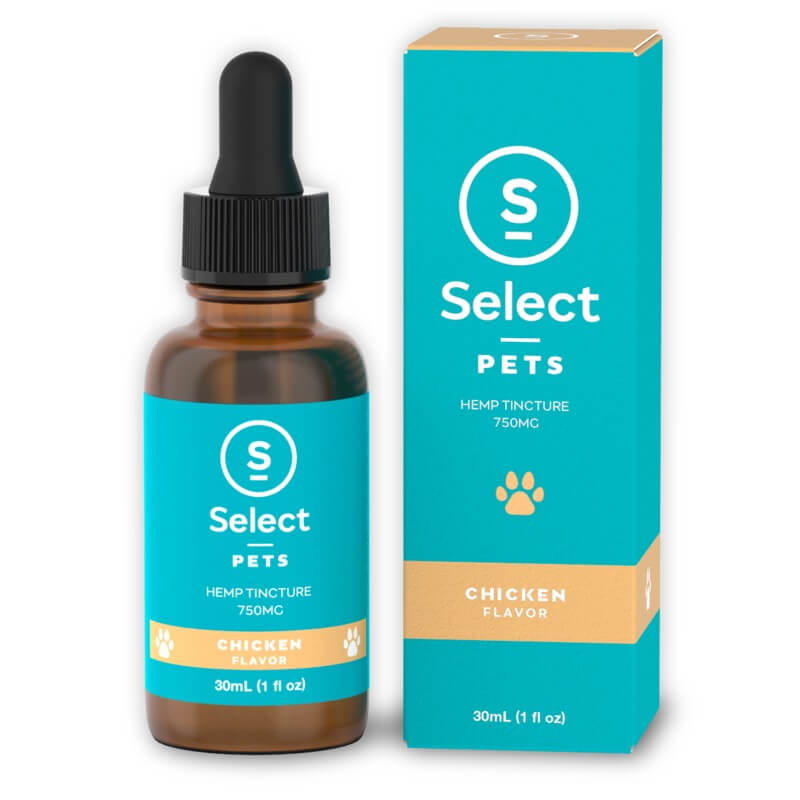 S
Select
PETS
HEMP TINCTURE
750MG
CHICKEN
FLAVOR
30mL (1 fl oz)
S
Select
PETS
HEMP TINCTURE
750MG
CHICKEN
FLAVOR
30mL (1 fl oz)